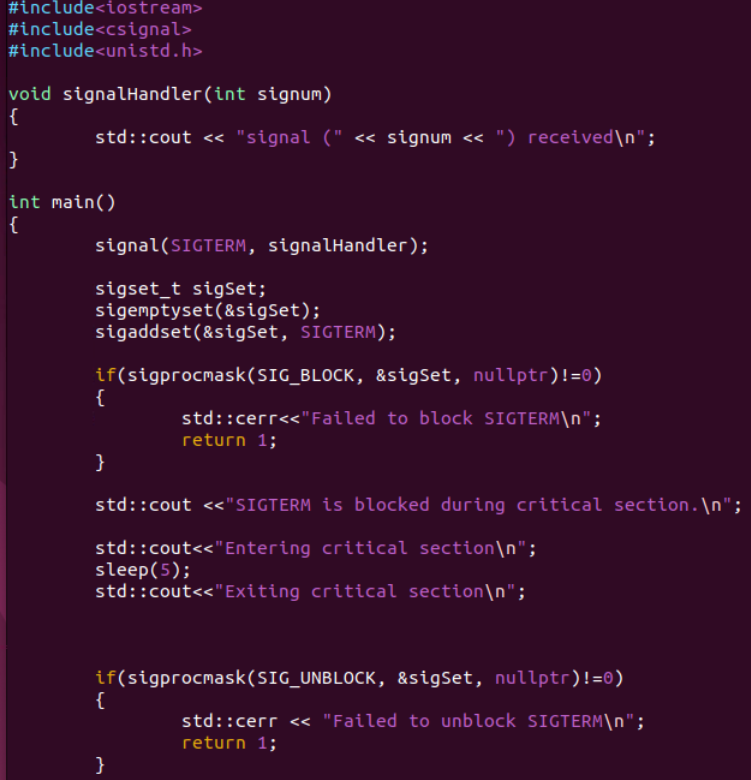 #include<iostream>
#include<csignal>
#include<unistd.h>
void signalHandler(int signum)
{
std::cout << "signal (" << signum << ") received\n";
}
int main()
{
signal(SIGTERM, signalHandler);
sigset_t sigSet;
sigemptyset(&sigSet);
sigaddset(&sigSet, SIGTERM);
if(sigprocmask(SIG_BLOCK, &sigSet, nullptr)!=0)
{
std::cerr<<"Failed to block SIGTERM\n";
return 1;
}
std::cout <<"SIGTERM is blocked during critical section.\n";
std::cout<<"Entering critical section\n";
sleep(5);
std::cout<<"Exiting critical section\n";
if(sigprocmask(SIG_UNBLOCK, &sigSet, nullptr)!=0)
{
std::cerr << "Failed to unblock SIGTERM\n";
return 1;
}